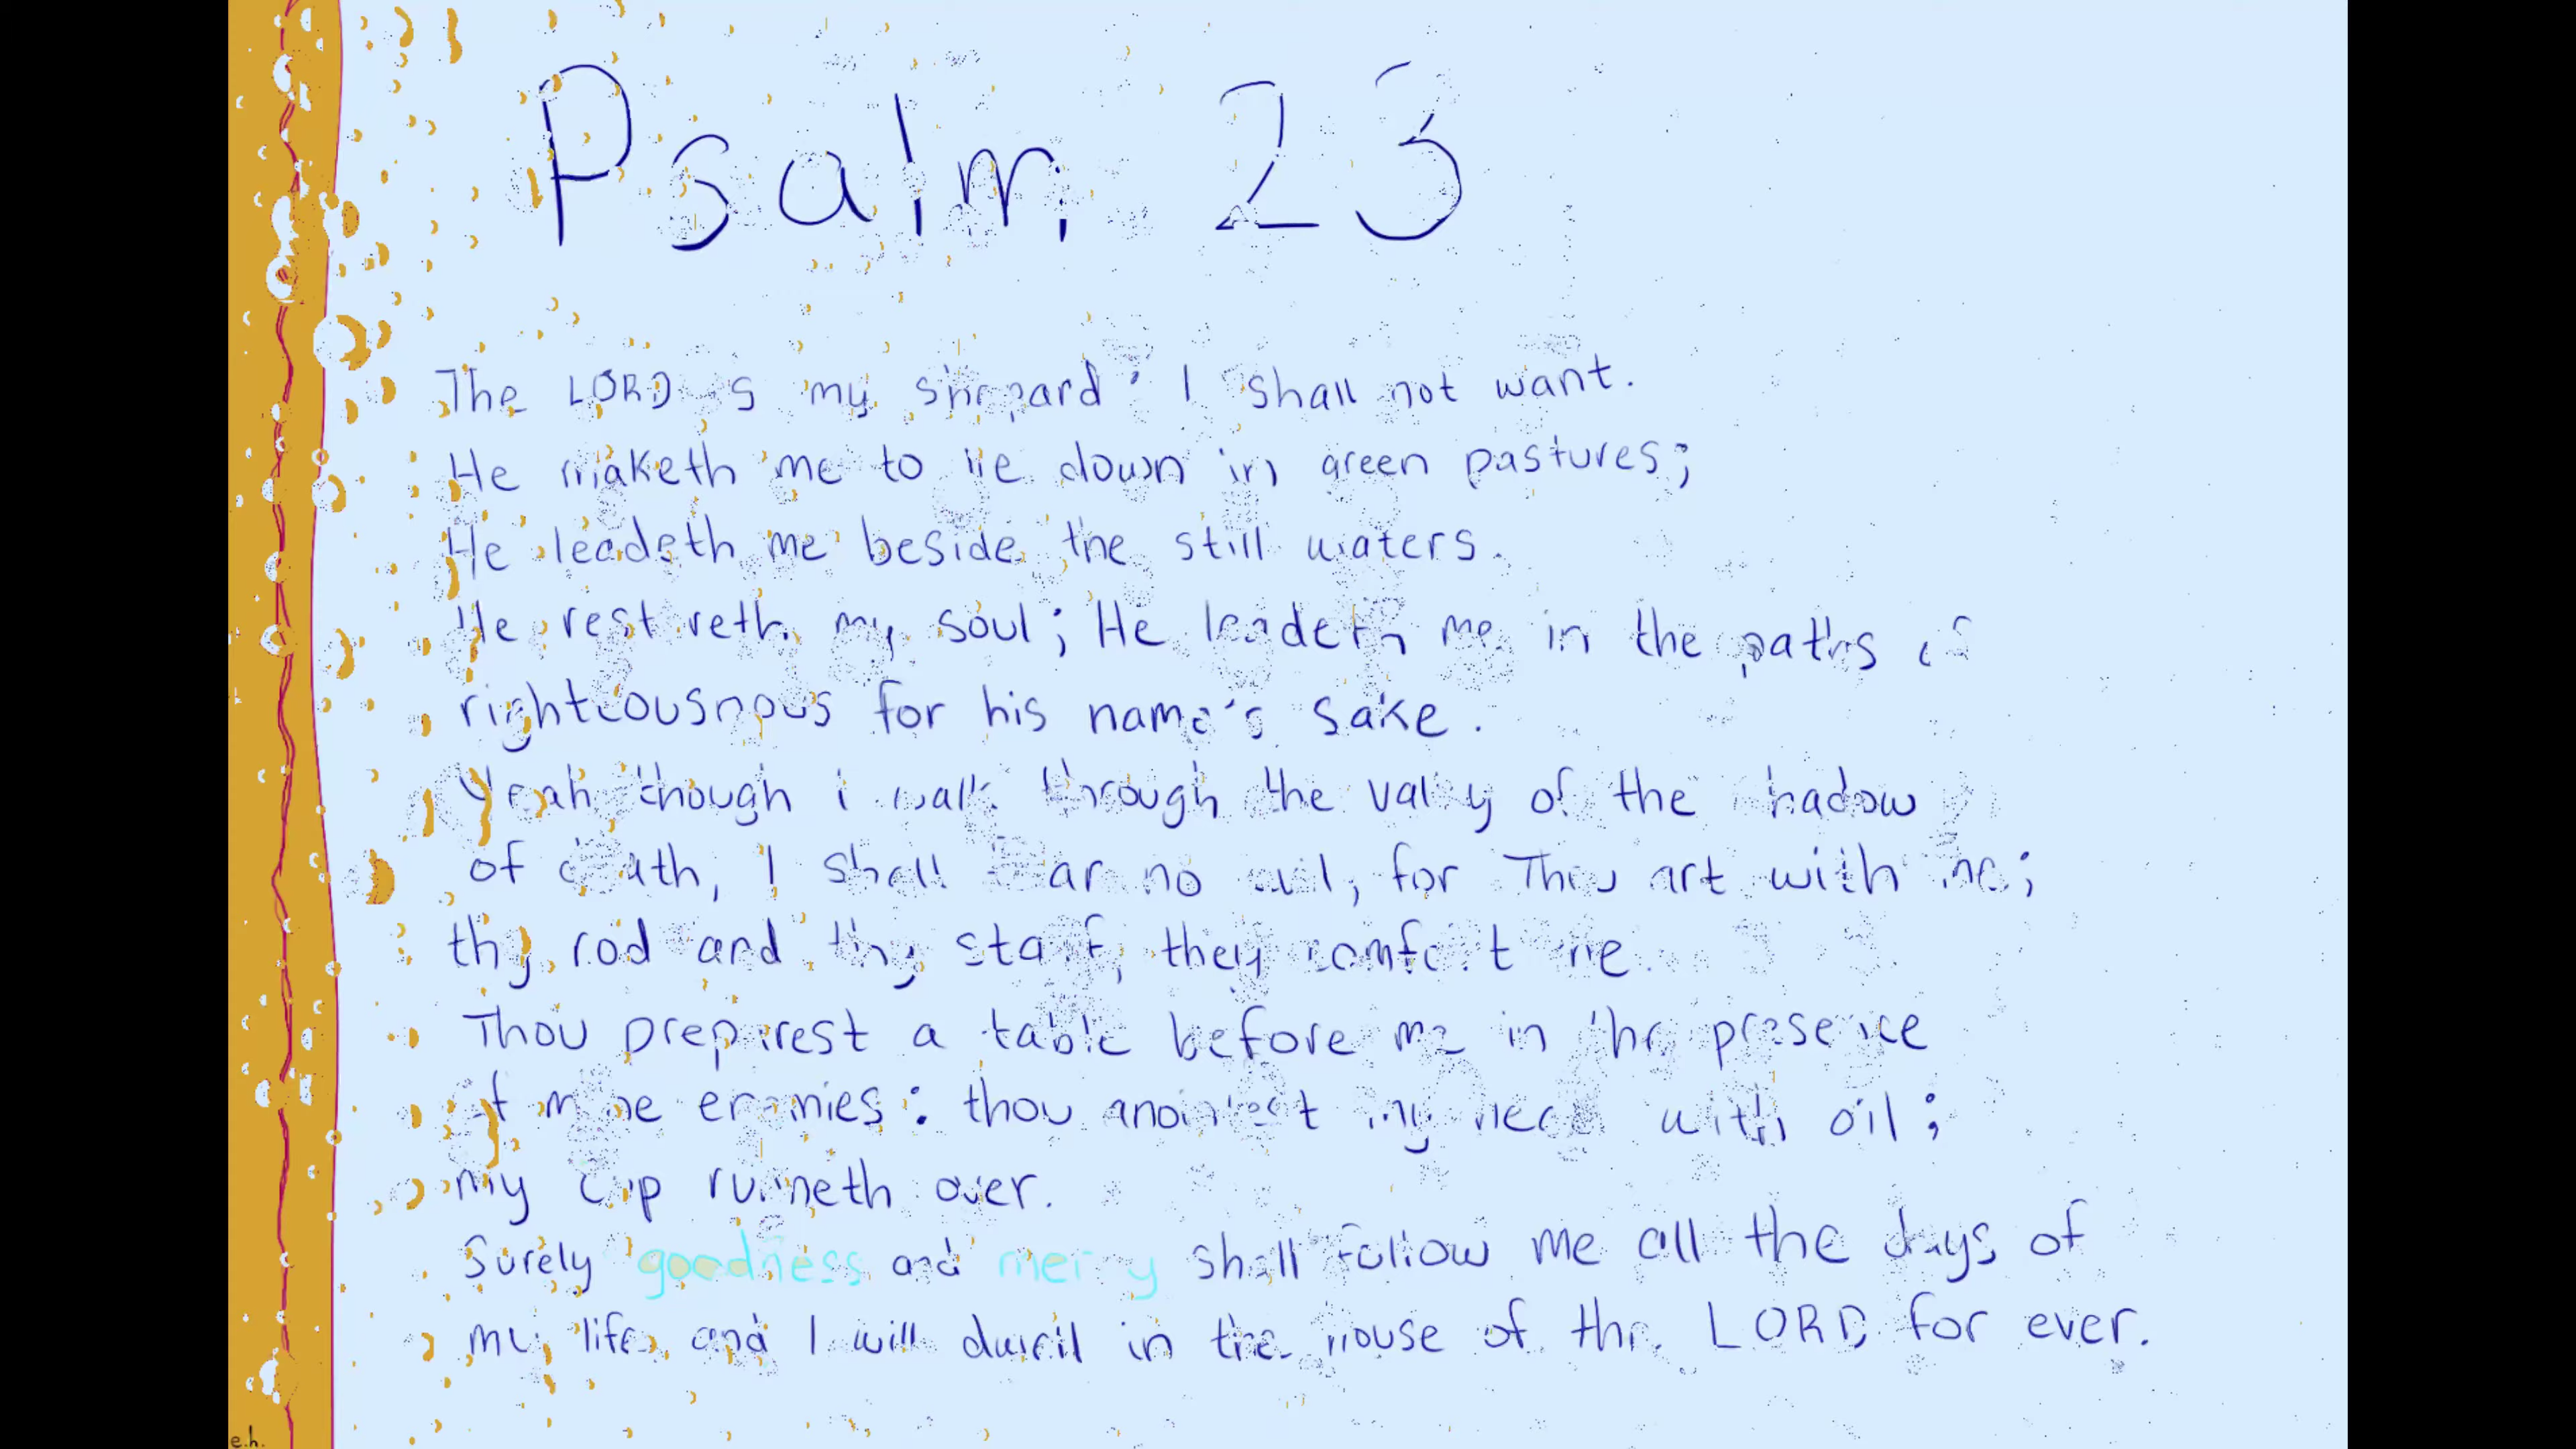 Psalm 23
The LORD is my shepard: I shall not want.
He maketh me to lie down in green pastures;
He leadeth me beside the still waters.
He restoreth my soul; He leadeth me in the paths of
righteousnous for his name's sake.
Yeah though i walk through the valley of the shadow
of death, I shall fear no evil, for Thou art with me;
thy rod and thy staff, they comfort me.
Thou preparest a table before me in the presence
of mine enemies: thou anointest my head with oil;
my cup runneth over.
Surely goodness and mercy shall follow me all the days of
my life, and I will dwell in the house of the LORD for ever.
e.h.